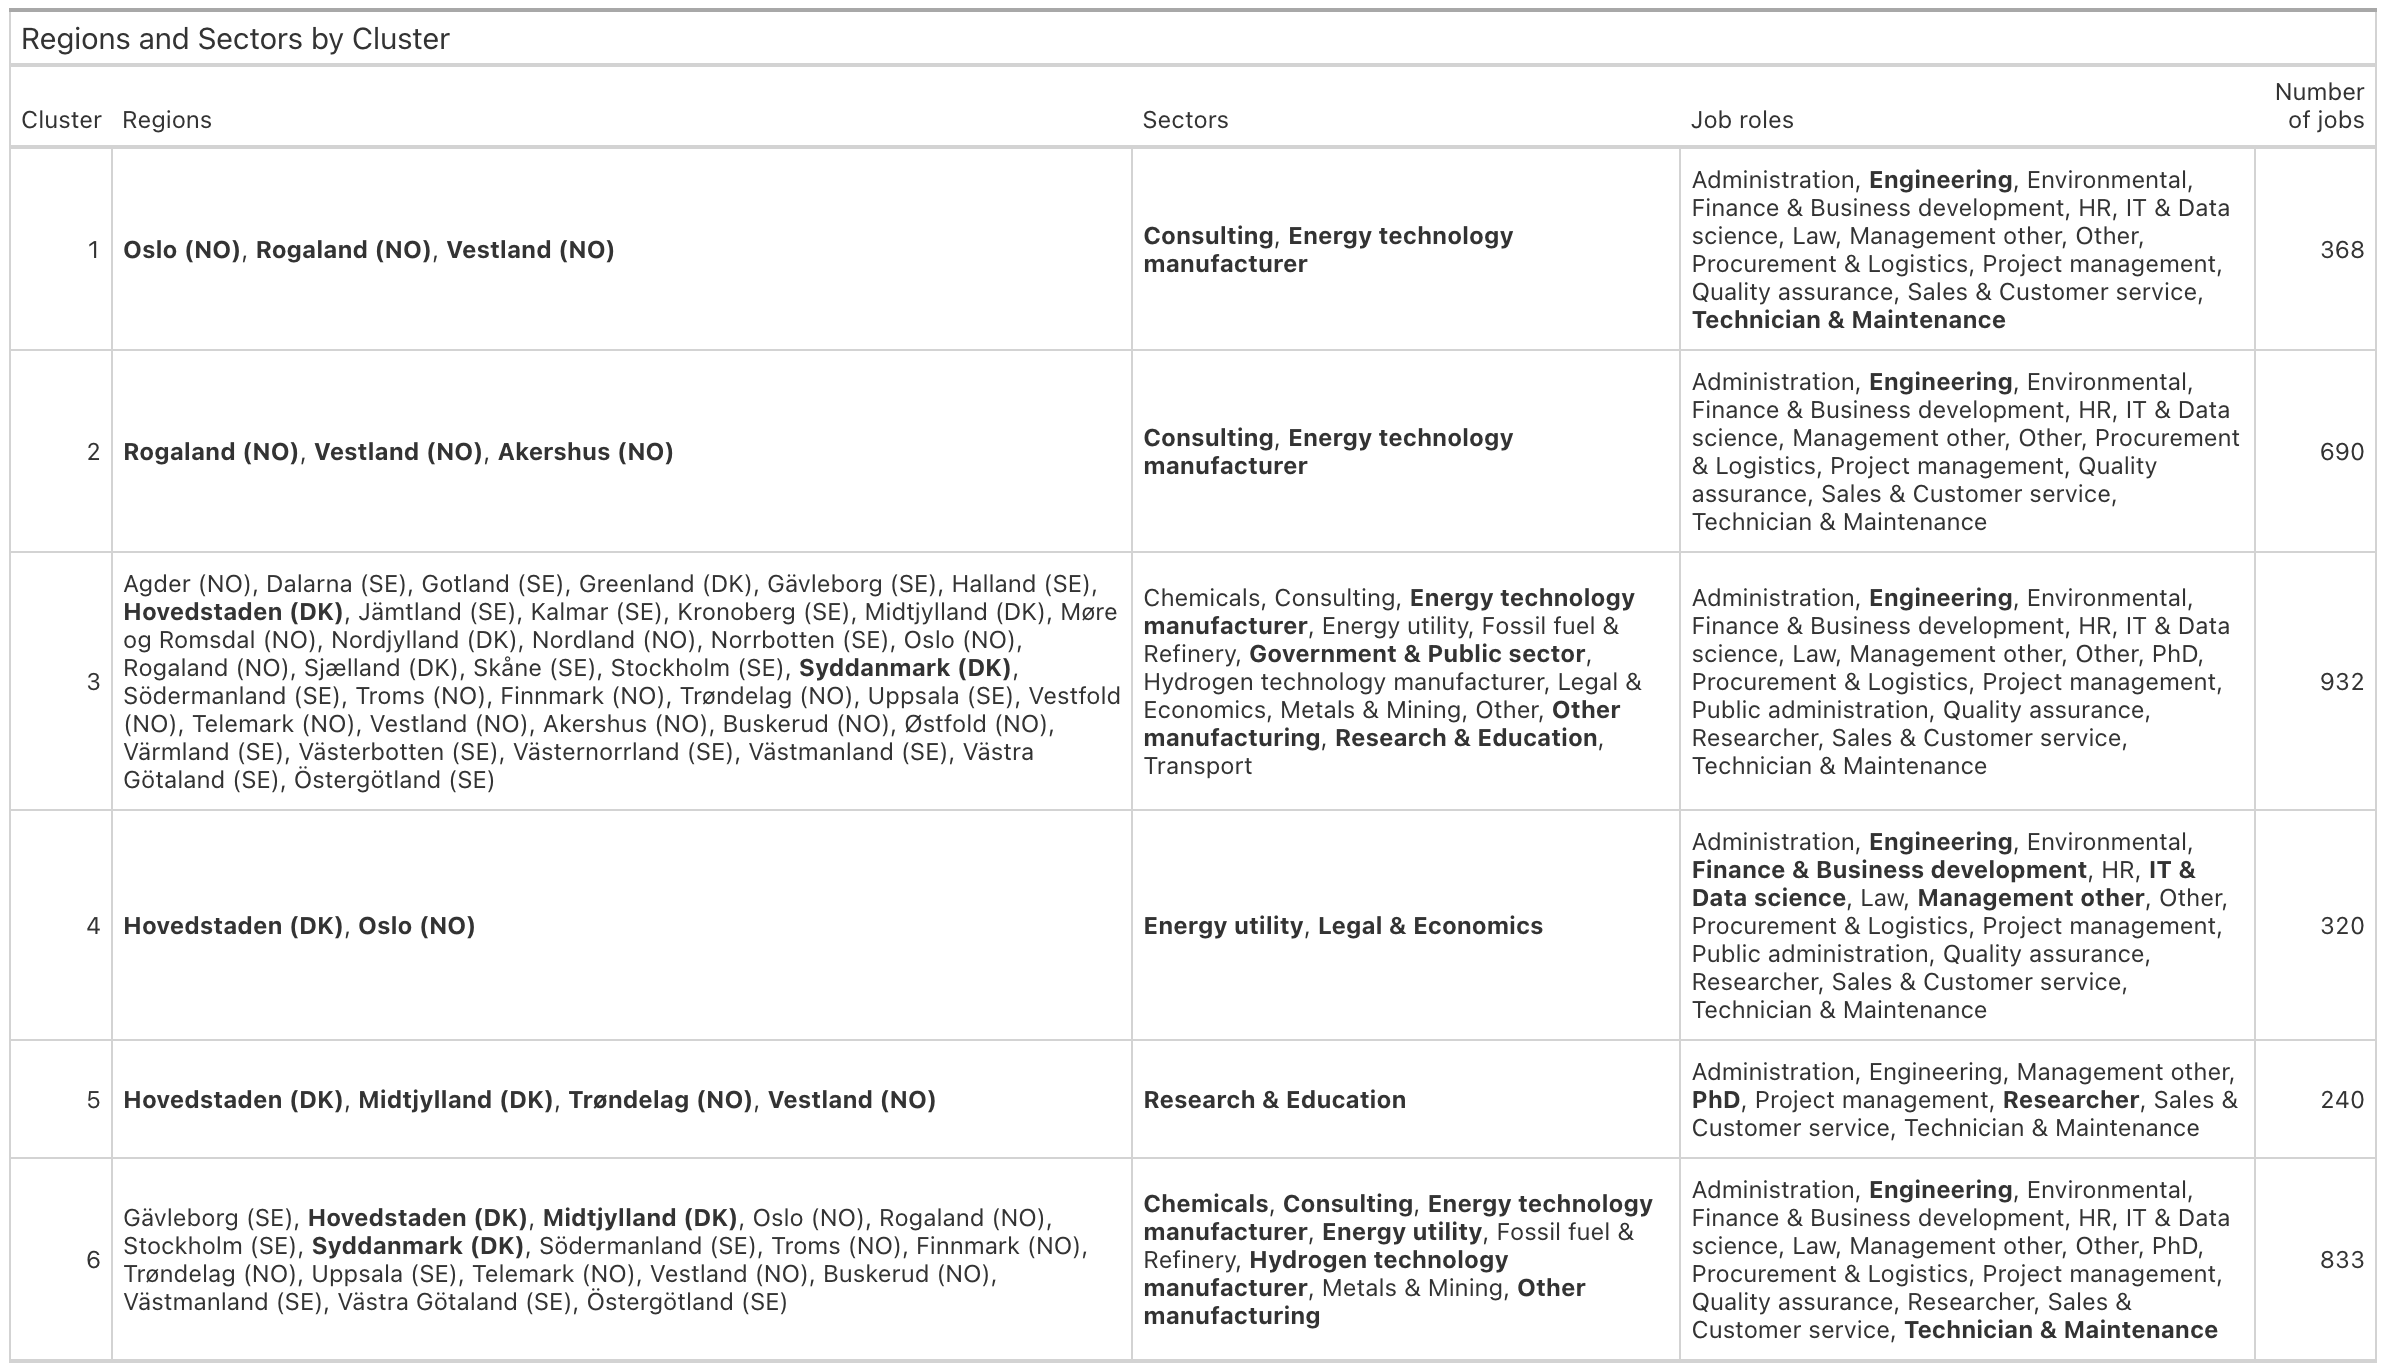 Regions and Sectors by Cluster
Cluster
Regions
Sectors
Job roles
Number
of jobs
1
Oslo (NO), Rogaland (NO), Vestland (NO)
Consulting, Energy technology
manufacturer
Administration, Engineering, Environmental,
Finance & Business development, HR, IT & Data
science, Law, Management other, Other,
Procurement & Logistics, Project management,
Quality assurance, Sales & Customer service,
Technician & Maintenance
368
2
Rogaland (NO), Vestland (NO), Akershus (NO)
Consulting, Energy technology
manufacturer
Administration, Engineering, Environmental,
Finance & Business development, HR, IT & Data
science, Management other, Other, Procurement
& Logistics, Project management, Quality
assurance, Sales & Customer service,
Technician & Maintenance
690
3
Agder (NO), Dalarna (SE), Gotland (SE), Greenland (DK), Gävleborg (SE), Halland (SE),
Hovedstaden (DK), Jämtland (SE), Kalmar (SE), Kronoberg (SE), Midtjylland (DK), Møre
og Romsdal (NO), Nordjylland (DK), Nordland (NO), Norrbotten (SE), Oslo (NO),
Rogaland (NO), Sjælland (DK), Skåne (SE), Stockholm (SE), Syddanmark (DK),
Södermanland (SE), Troms (NO), Finnmark (NO), Trøndelag (NO), Uppsala (SE), Vestfold
(NO), Telemark (NO), Vestland (NO), Akershus (NO), Buskerud (NO), Østfold (NO),
Värmland (SE), Västerbotten (SE), Västernorrland (SE), Västmanland (SE), Västra
Götaland (SE), Östergötland (SE)
Chemicals, Consulting, Energy technology
manufacturer, Energy utility, Fossil fuel &
Refinery, Government & Public sector,
Hydrogen technology manufacturer, Legal &
Economics, Metals & Mining, Other, Other
manufacturing, Research & Education,
Transport
Administration, Engineering, Environmental,
Finance & Business development, HR, IT & Data
science, Law, Management other, Other, PhD,
Procurement & Logistics, Project management,
Public administration, Quality assurance,
Researcher, Sales & Customer service,
Technician & Maintenance
932
4
Hovedstaden (DK), Oslo (NO)
Energy utility, Legal & Economics
Administration, Engineering, Environmental,
Finance & Business development, HR, IT &
Data science, Law, Management other, Other,
Procurement & Logistics, Project management,
Public administration, Quality assurance,
Researcher, Sales & Customer service,
Technician & Maintenance
320
5
Hovedstaden (DK), Midtjylland (DK), Trøndelag (NO), Vestland (NO)
Research & Education
Administration, Engineering, Management other,
PhD, Project management, Researcher, Sales &
Customer service, Technician & Maintenance
240
6
Gävleborg (SE), Hovedstaden (DK), Midtjylland (DK), Oslo (NO), Rogaland (NO),
Stockholm (SE), Syddanmark (DK), Södermanland (SE), Troms (NO), Finnmark (NO),
Trøndelag (NO), Uppsala (SE), Telemark (NO), Vestland (NO), Buskerud (NO),
Västmanland (SE), Västra Götaland (SE), Östergötland (SE)
Chemicals, Consulting, Energy technology
manufacturer, Energy utility, Fossil fuel &
Refinery, Hydrogen technology
manufacturer, Metals & Mining, Other
manufacturing
Administration, Engineering, Environmental,
Finance & Business development, HR, IT & Data
science, Law, Management other, Other, PhD,
Procurement & Logistics, Project management,
Quality assurance, Researcher, Sales &
Customer service, Technician & Maintenance
833